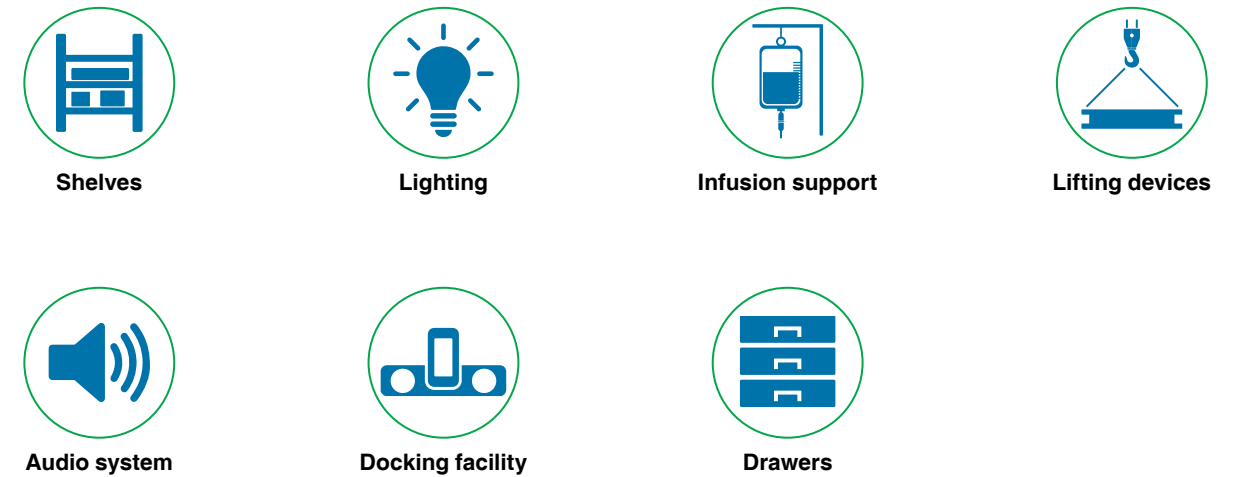 Shelves
Lighting
Infusion support
Lifting devices
Audio system
Docking facility
Drawers